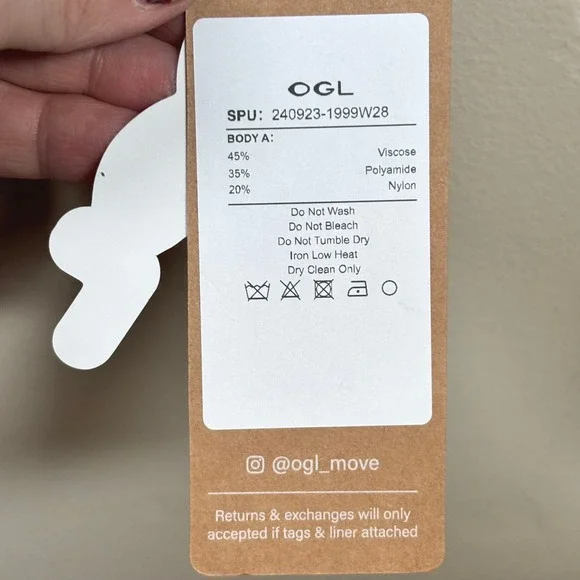 OGL
SPU: 240923-1999W28
BODY A:
45% Viscose
35% Polyamide
20% Nylon
Do Not Wash
Do Not Bleach
Do Not Tumble Dry
Iron Low Heat
Dry Clean Only
@ogl_move
Returns & exchanges will only
accepted if tags & liner attached